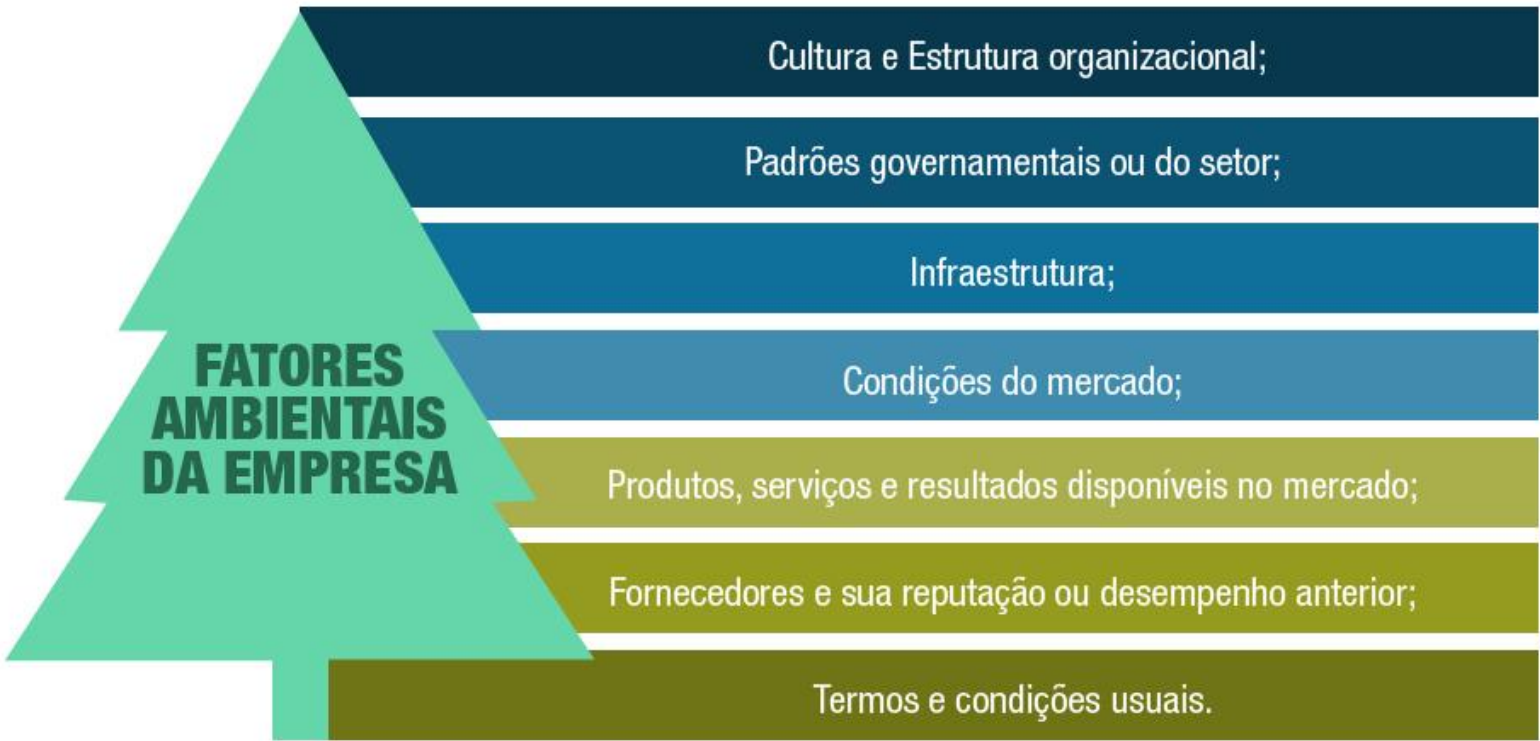 Cultura e Estrutura organizacional;
Padrões governamentais ou do setor;
Infraestrutura;
Condições do mercado;
Produtos, serviços e resultados disponíveis no mercado;
Fornecedores e sua reputação ou desempenho anterior;
Termos e condições usuais.
FATORES
AMBIENTAIS
DA EMPRESA